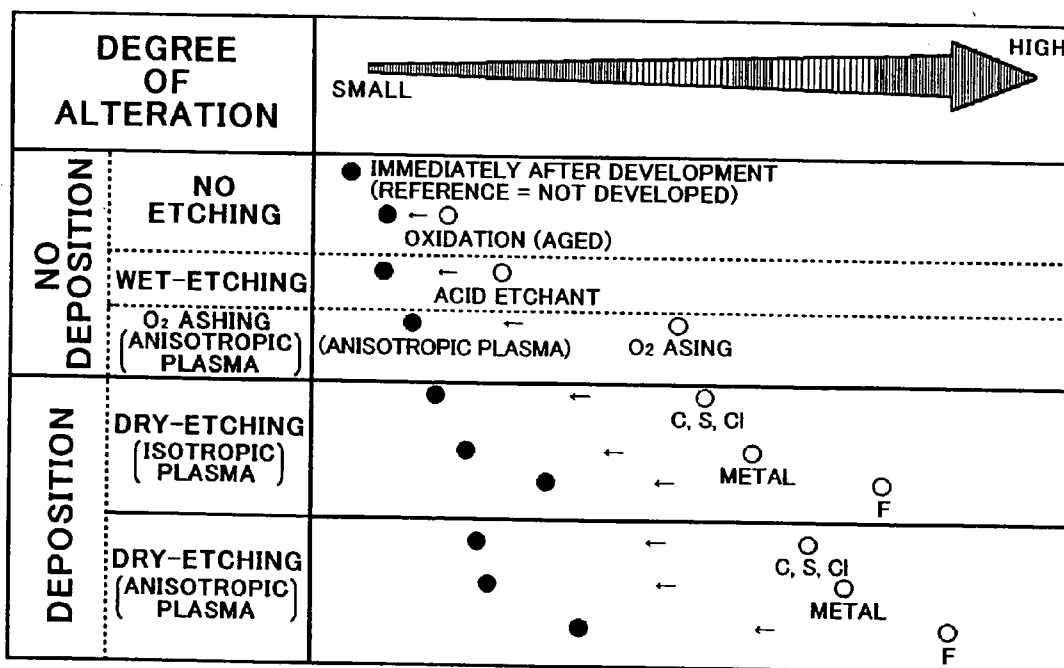 DEGREE
OF
ALTERATION
SMALL
HIGH
NO DEPOSITION
NO
ETCHING
IMMEDIATELY AFTER DEVELOPMENT
(REFERENCE = NOT DEVELOPED)
←
OXIDATION (AGED)
WET-ETCHING
←
ACID ETCHANT
O₂ ASHING
(ANISOTROPIC
PLASMA)
←
(ANISOTROPIC PLASMA)
O₂ ASING
DEPOSITION
DRY-ETCHING
(ISOTROPIC
PLASMA)
←
C, S, Cl
←
METAL
←
F
DRY-ETCHING
(ANISOTROPIC
PLASMA)
←
C, S, Cl
←
METAL
←
F